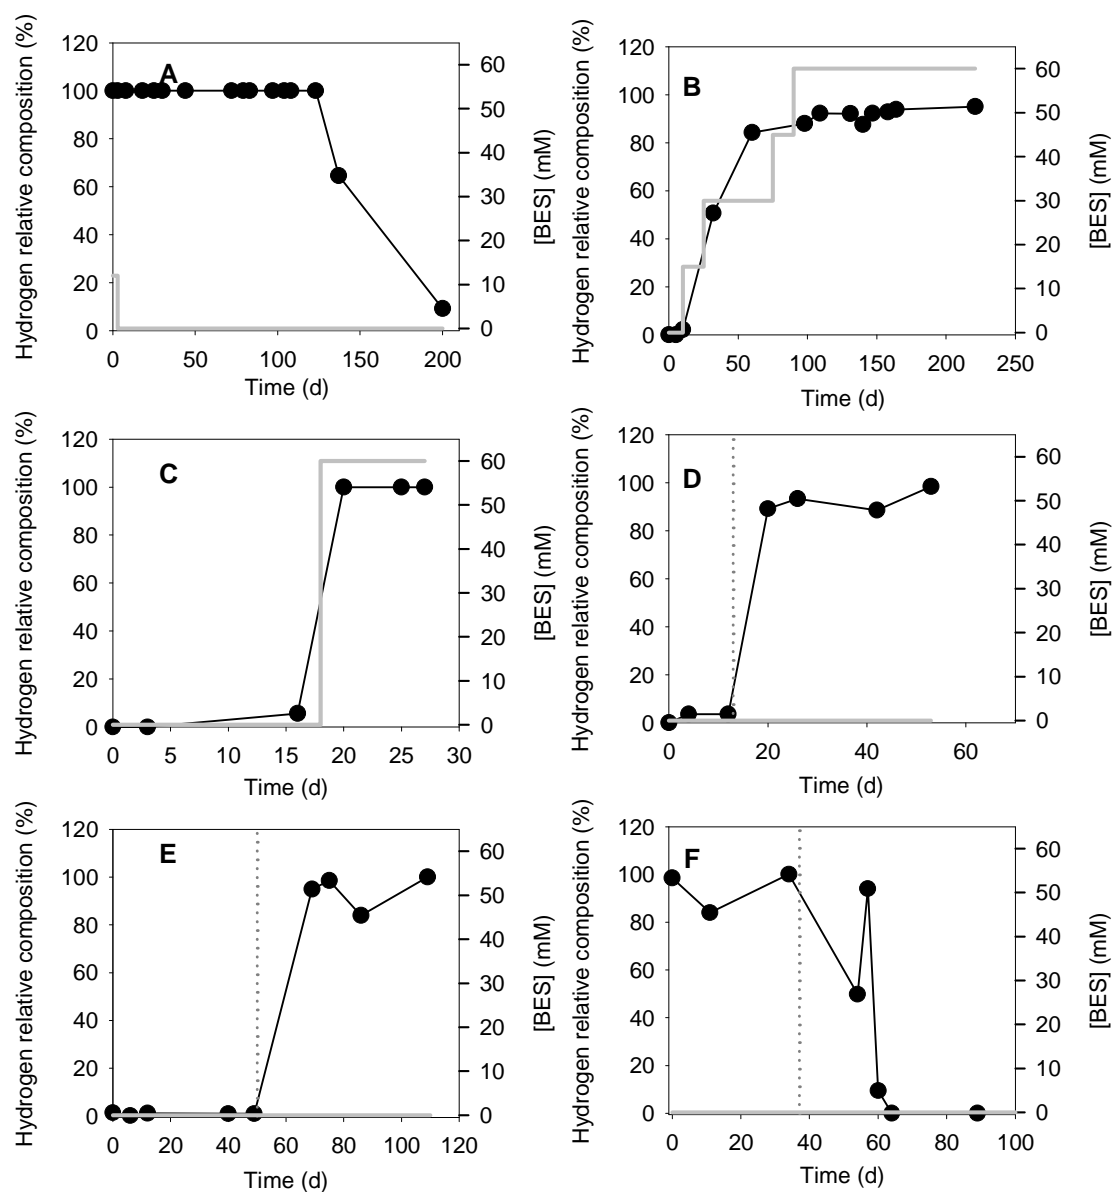 A
Hydrogen relative composition (%)
120
100
80
60
40
20
0
60
50
40
30
20
10
0
[BES] (mM)
0 50 100 150 200
Time (d)
B
Hydrogen relative composition (%)
120
100
80
60
40
20
0
60
50
40
30
20
10
0
[BES] (mM)
0 50 100 150 200 250
Time (d)
C
Hydrogen relative composition (%)
120
100
80
60
40
20
0
60
50
40
30
20
10
0
[BES] (mM)
0 5 10 15 20 25 30
Time (d)
D
Hydrogen relative composition (%)
120
100
80
60
40
20
0
60
50
40
30
20
10
0
[BES] (mM)
0 20 40 60
Time (d)
E
Hydrogen relative composition (%)
120
100
80
60
40
20
0
60
50
40
30
20
10
0
[BES] (mM)
0 20 40 60 80 100 120
Time (d)
F
Hydrogen relative composition (%)
120
100
80
60
40
20
0
60
50
40
30
20
10
0
[BES] (mM)
0 20 40 60 80 100
Time (d)